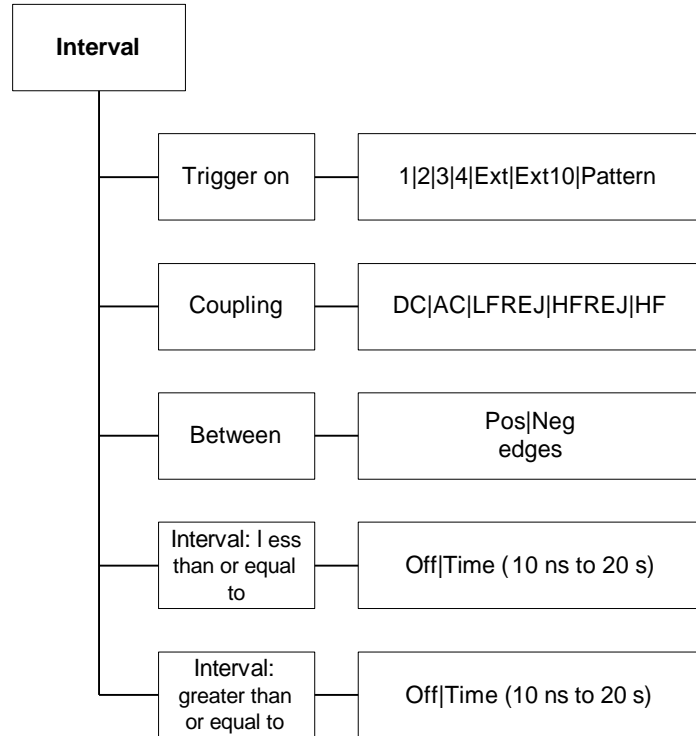 Interval
Trigger on
1|2|3|4|Ext|Ext10|Pattern
Coupling
DC|AC|LFREJ|HFREJ|HF
Between
Pos|Neg
edges
Interval: l ess
than or equal
to
Off|Time (10 ns to 20 s)
Interval:
greater than
or equal to
Off|Time (10 ns to 20 s)